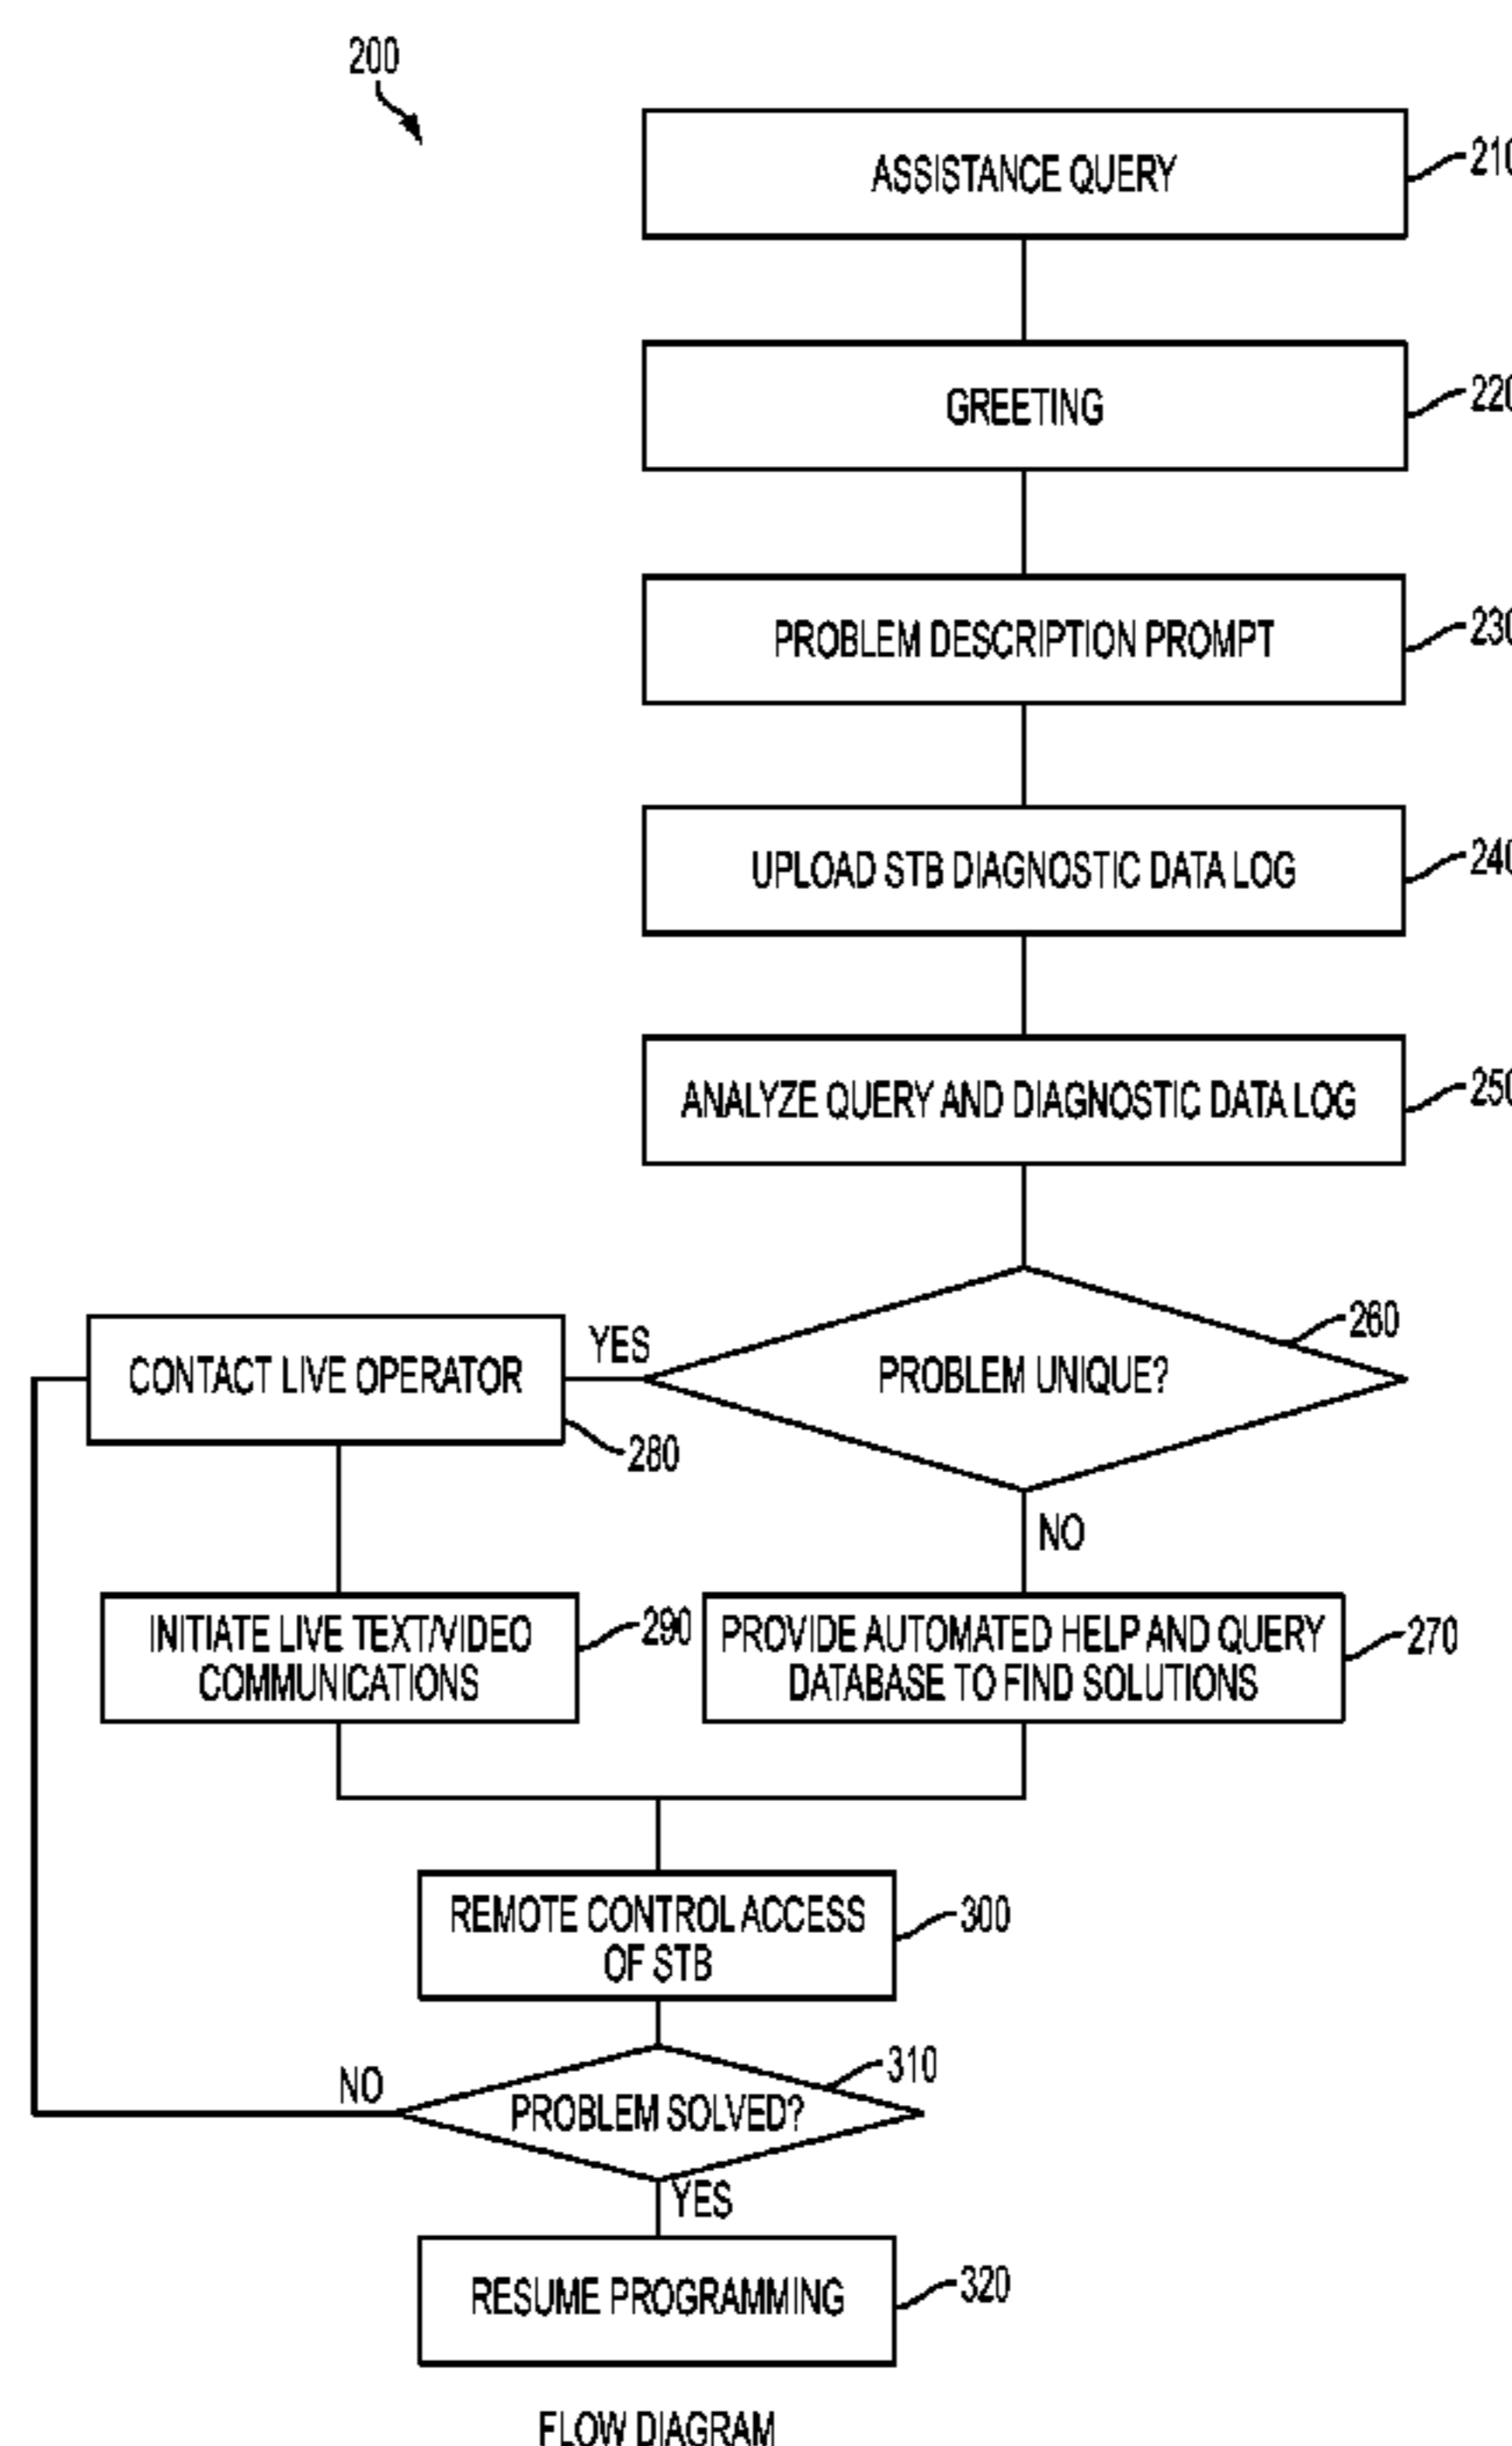 200
ASSISTANCE QUERY
210
GREETING
220
PROBLEM DESCRIPTION PROMPT
230
UPLOAD STB DIAGNOSTIC DATA LOG
240
ANALYZE QUERY AND DIAGNOSTIC DATA LOG
250
PROBLEM UNIQUE?
260
YES
CONTACT LIVE OPERATOR
280
NO
INITIATE LIVE TEXT/VIDEO
COMMUNICATIONS
290
PROVIDE AUTOMATED HELP AND QUERY
DATABASE TO FIND SOLUTIONS
270
REMOTE CONTROL ACCESS
OF STB
300
NO
PROBLEM SOLVED?
310
YES
RESUME PROGRAMMING
320
FLOW DIAGRAM